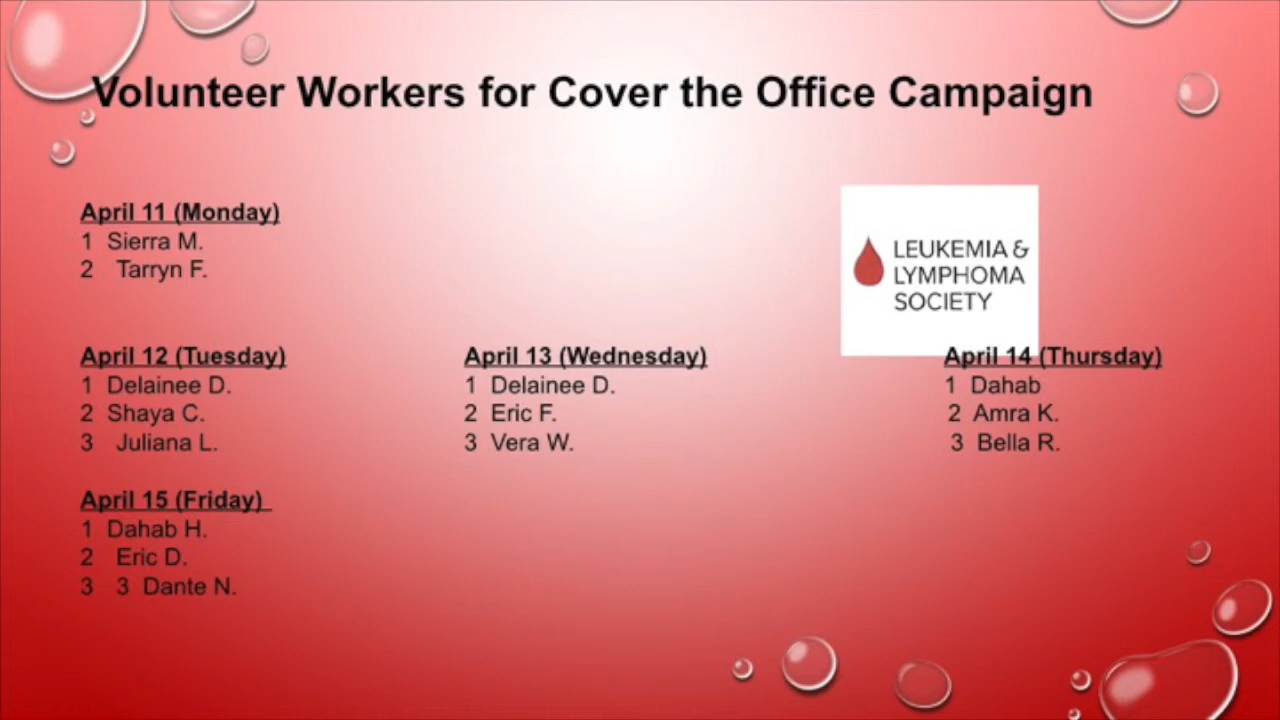 Volunteer Workers for Cover the Office Campaign
April 11 (Monday)
1 Sierra M.
2 Tarryn F.
LEUKEMIA &
LYMPHOMA
SOCIETY
April 12 (Tuesday)
1 Delainee D.
2 Shaya C.
3 Juliana L.
April 13 (Wednesday)
1 Delainee D.
2 Eric F.
3 Vera W.
April 14 (Thursday)
1 Dahab
2 Amra K.
3 Bella R.
April 15 (Friday)
1 Dahab H.
2 Eric D.
3 3 Dante N.